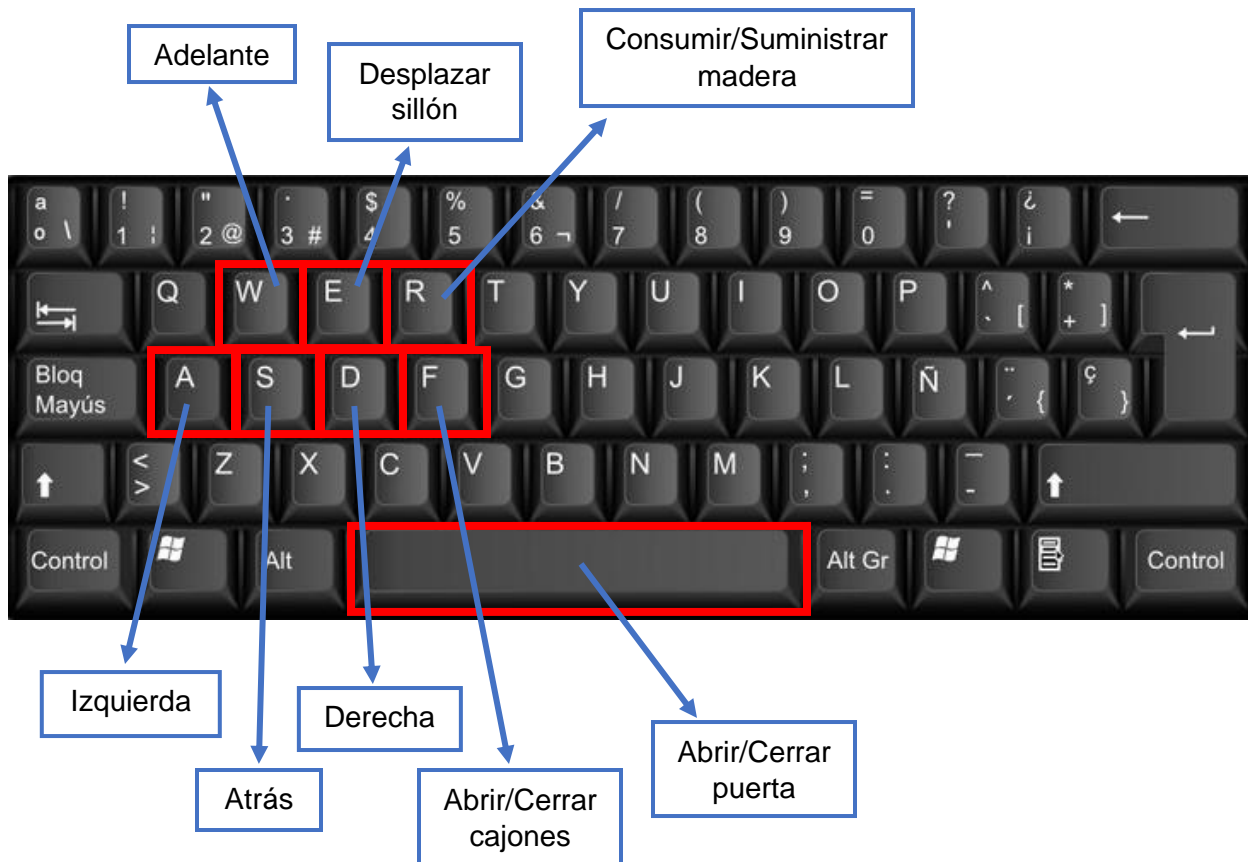 Adelante
Desplazar
sillón
Consumir/Suministrar
madera
a ! " · $ % & / ( ) = ? ¿
o \ 1 ¦ 2 @ 3 # 4 5 6 ¬ 7 8 9 0 ' ¡ ←
Q W E R T Y U I O P ^ ` [ * + ]
Bloq
Mayús
A S D F G H J K L Ñ ¨ ´ { ç }
< > Z X C V B N M ; , : . _ -
Control Alt Alt Gr Control
Izquierda
Derecha
Atrás
Abrir/Cerrar
cajones
Abrir/Cerrar
puerta